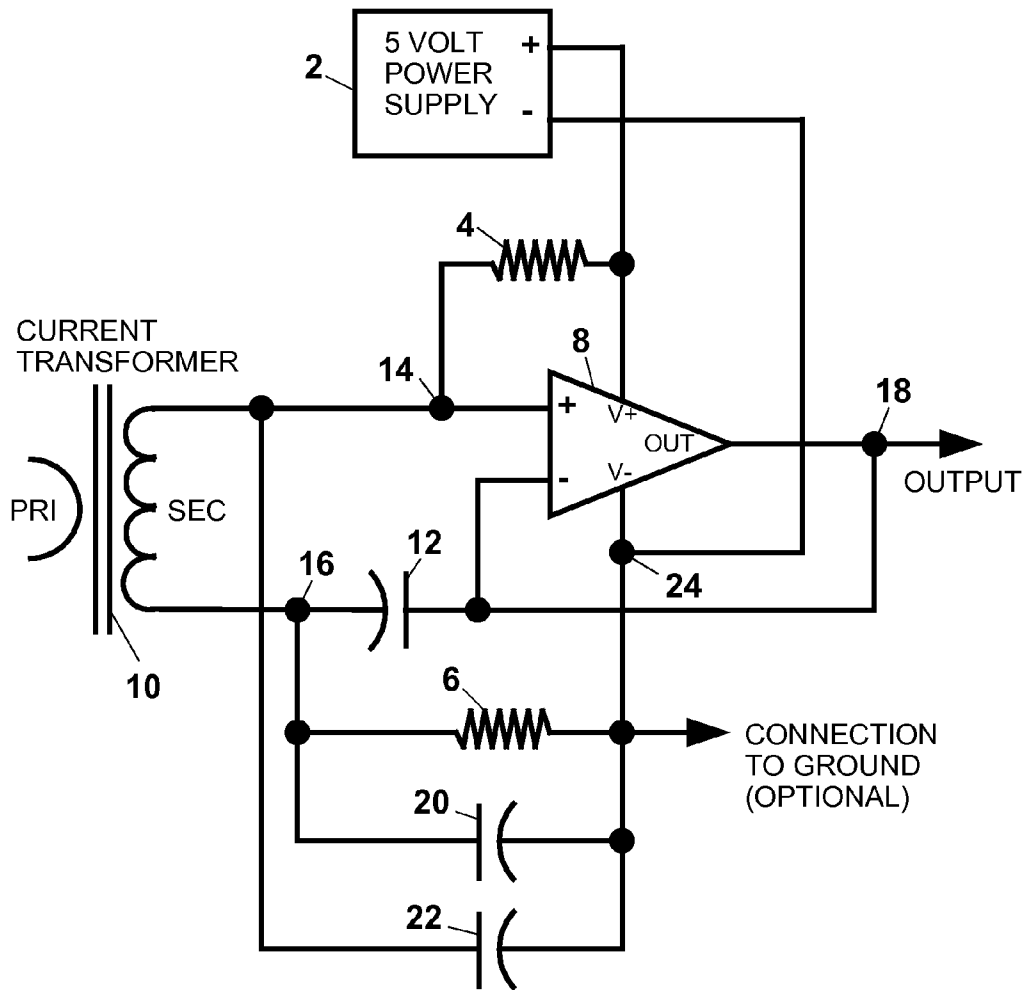 5 VOLT
POWER
SUPPLY
+
-
2
4
CURRENT
TRANSFORMER
8
14
18
+
V+
OUT
-
V-
OUTPUT
PRI
SEC
12
16
24
10
6
CONNECTION
TO GROUND
(OPTIONAL)
20
22